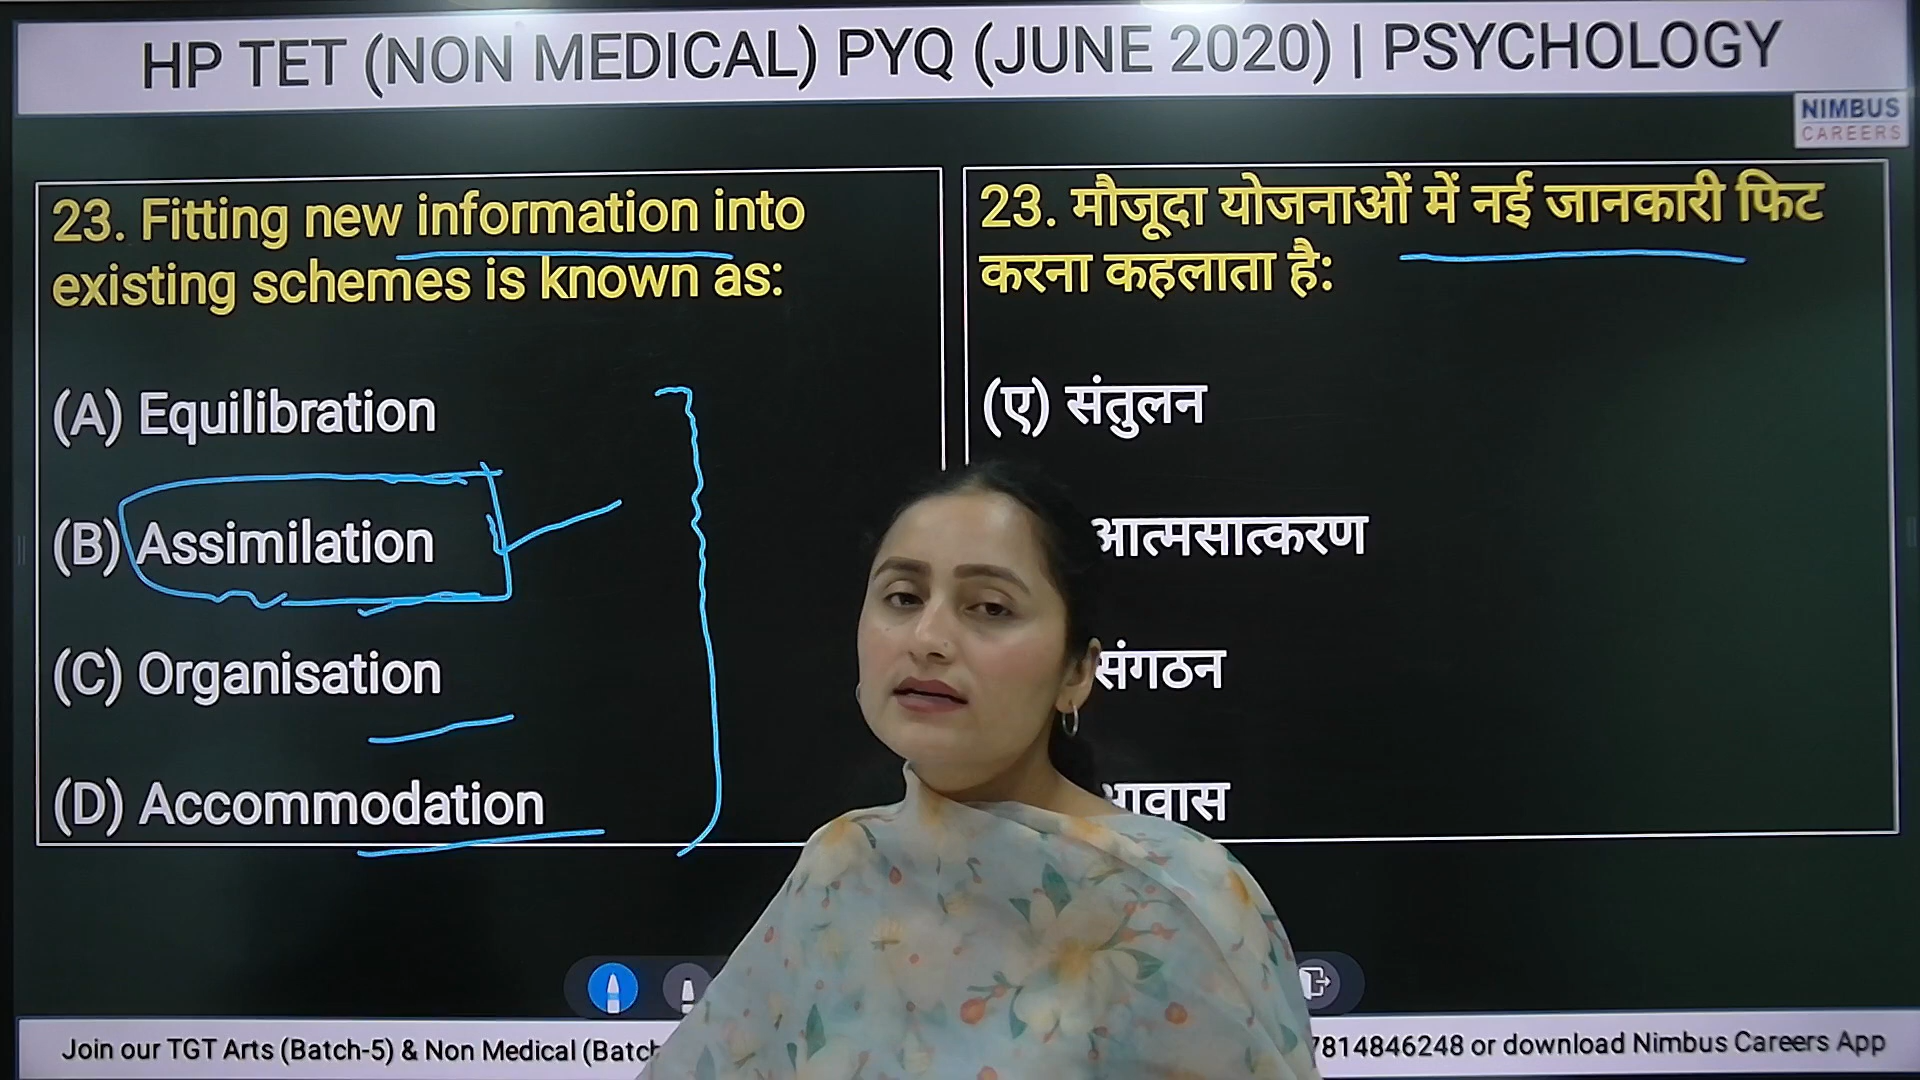 HP TET (NON MEDICAL) PYQ (JUNE 2020) | PSYCHOLOGY
NIMBUS
CAREERS
23. Fitting new information into
existing schemes is known as:
(A) Equilibration
(B) Assimilation
(C) Organisation
(D) Accommodation
23. मौजूदा योजनाओं में नई जानकारी फिट
करना कहलाता है:
(ए) संतुलन
आत्मसात्करण
संगठन
Join our TGT Arts (Batch-5) & Non Medical
7814846248 or download Nimbus Careers App